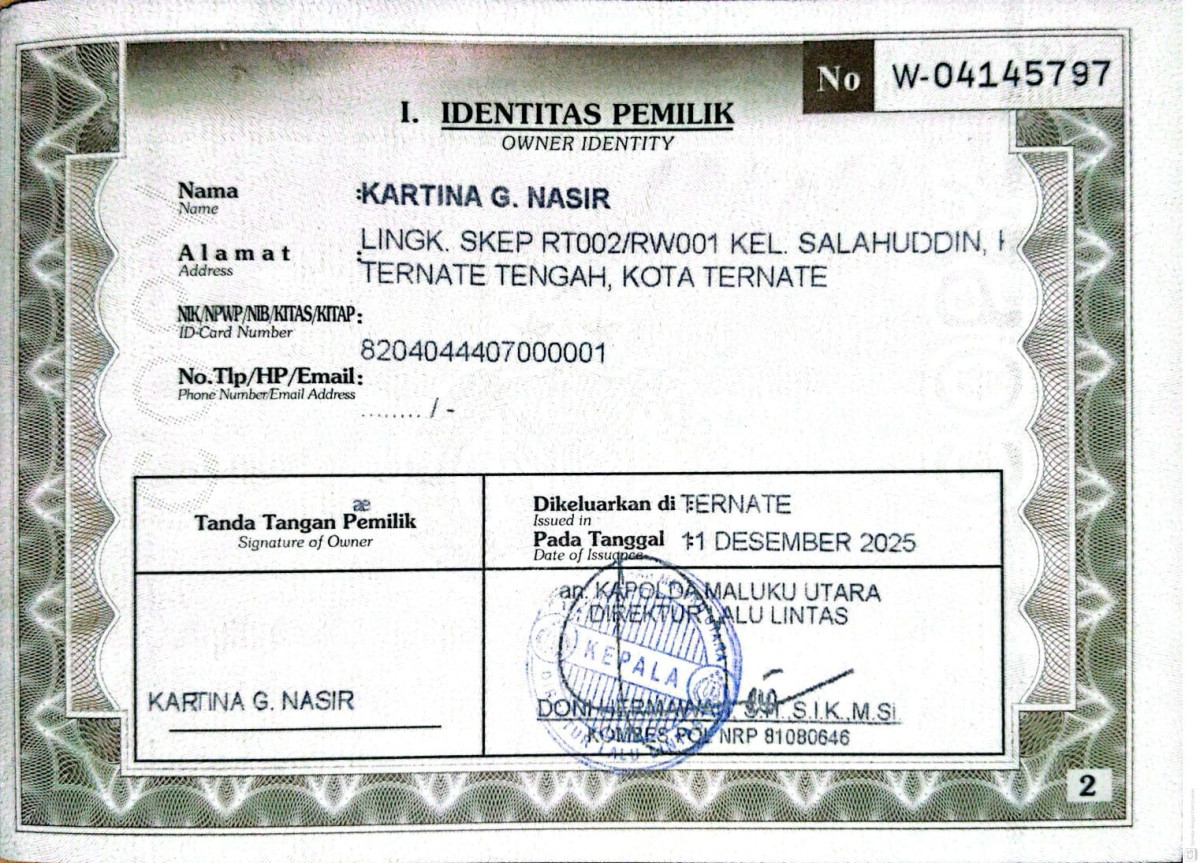 No W-04145797
I. IDENTITAS PEMILIK
OWNER IDENTITY
Nama :KARTINA G. NASIR
Name
Alamat : LINGK. SKEP RT002/RW001 KEL. SALAHUDDIN,
Address TERNATE TENGAH, KOTA TERNATE
NIK/NPWP/NIB/KITAS/KITAP:
ID-Card Number
8204044407000001
No.Tlp/HP/Email:
Phone Number/Email Address
........ / -
æ
Tanda Tangan Pemilik
Signature of Owner
Dikeluarkan di : TERNATE
Issued in
Pada Tanggal : 11 DESEMBER 2025
Date of Issuance
an. KAPOLDA MALUKU UTARA
DIREKTUR LALU LINTAS
KEPALA
KARTINA G. NASIR
DONI HERMAWAN, S.H., S.I.K.,M.Si
KOMBES POL NRP 81080646
2